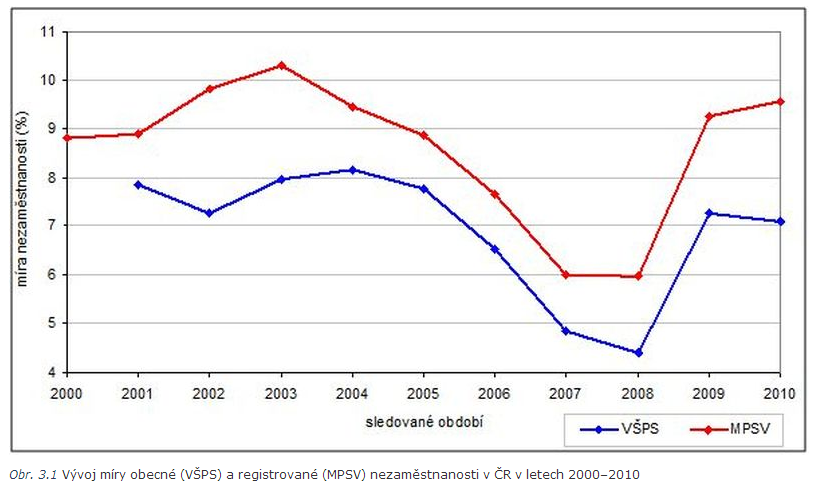 11
10
9
8
7
6
5
4
míra nezaměstnanosti (%)
2000 2001 2002 2003 2004 2005 2006 2007 2008 2009 2010
sledované období
VŠPS MPSV
Obr. 3.1 Vývoj míry obecné (VŠPS) a registrované (MPSV) nezaměstnanosti v ČR v letech 2000–2010